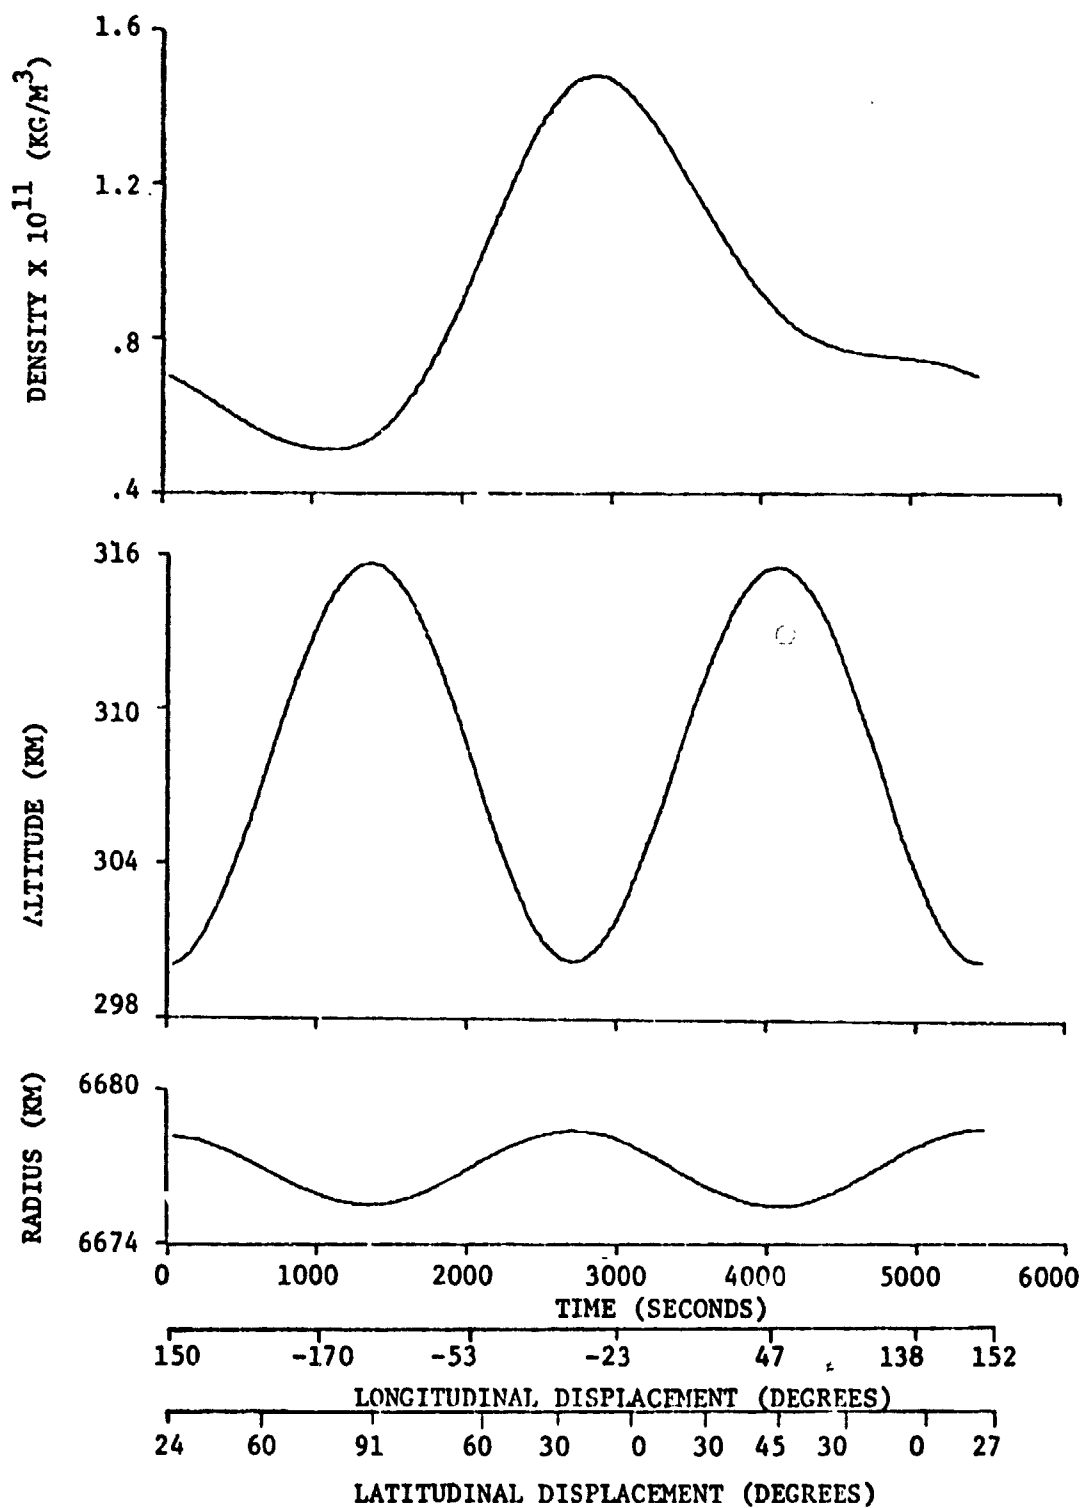 1.6
1.2
.8
.4
DENSITY X 10^11 (KG/M^3)
316
310
304
298
ALTITUDE (KM)
6680
6674
RADIUS (KM)
0 1000 2000 3000 4000 5000 6000
TIME (SECONDS)
150 -170 -53 -23 47 138 152
LONGITUDINAL DISPLACEMENT (DEGREES)
24 60 91 60 30 0 30 45 30 0 27
LATITUDINAL DISPLACEMENT (DEGREES)